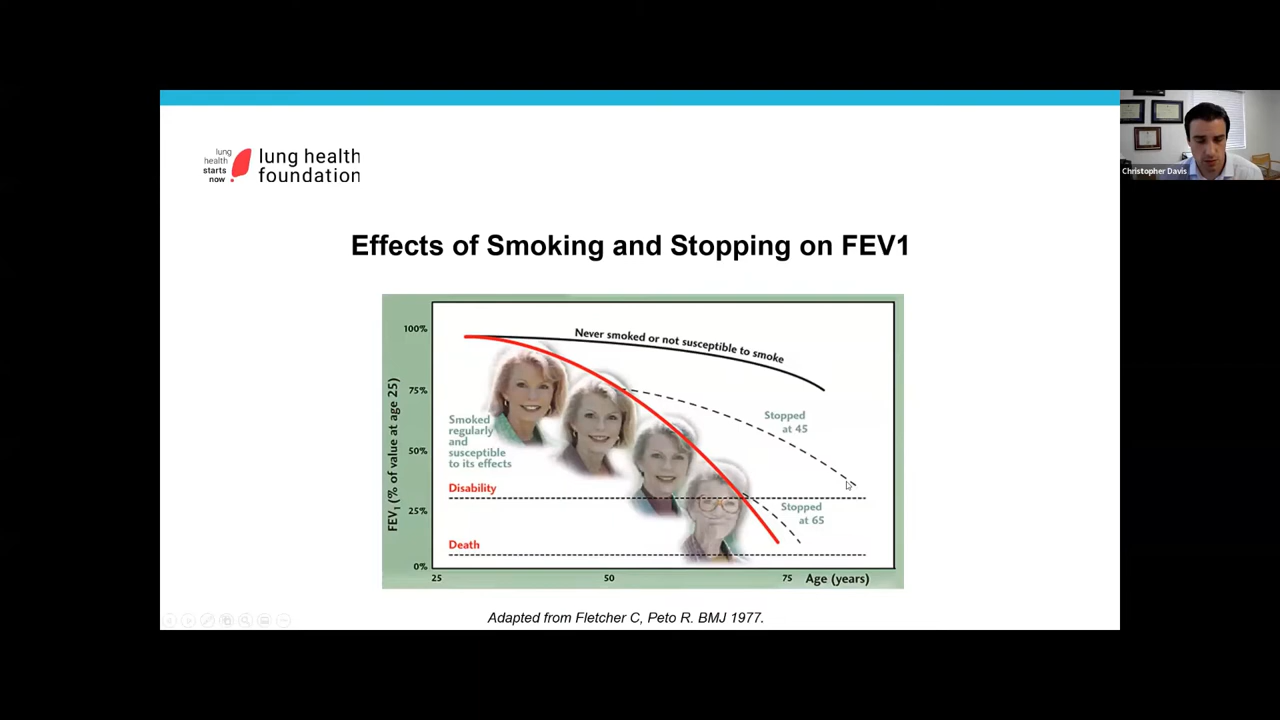 lung
health
starts
now
lung health
foundation
Christopher Davis
Effects of Smoking and Stopping on FEV1
FEV1 (% of value at age 25)
100%
75%
50%
25%
0%
Never smoked or not susceptible to smoke
Smoked
regularly
and
susceptible
to its effects
Stopped
at 45
Disability
Stopped
at 65
Death
25
50
75
Age (years)
Adapted from Fletcher C, Peto R. BMJ 1977.